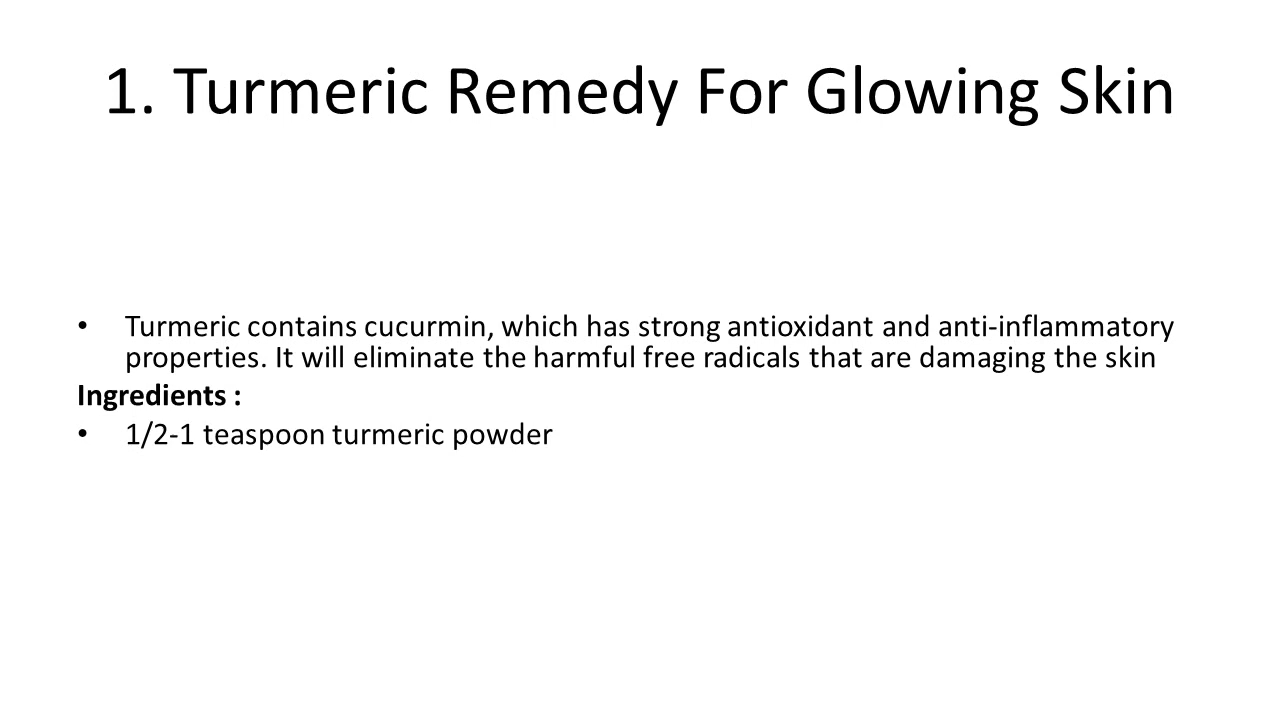 1. Turmeric Remedy For Glowing Skin
• Turmeric contains cucurmin, which has strong antioxidant and anti-inflammatory
properties. It will eliminate the harmful free radicals that are damaging the skin
Ingredients :
• 1/2-1 teaspoon turmeric powder